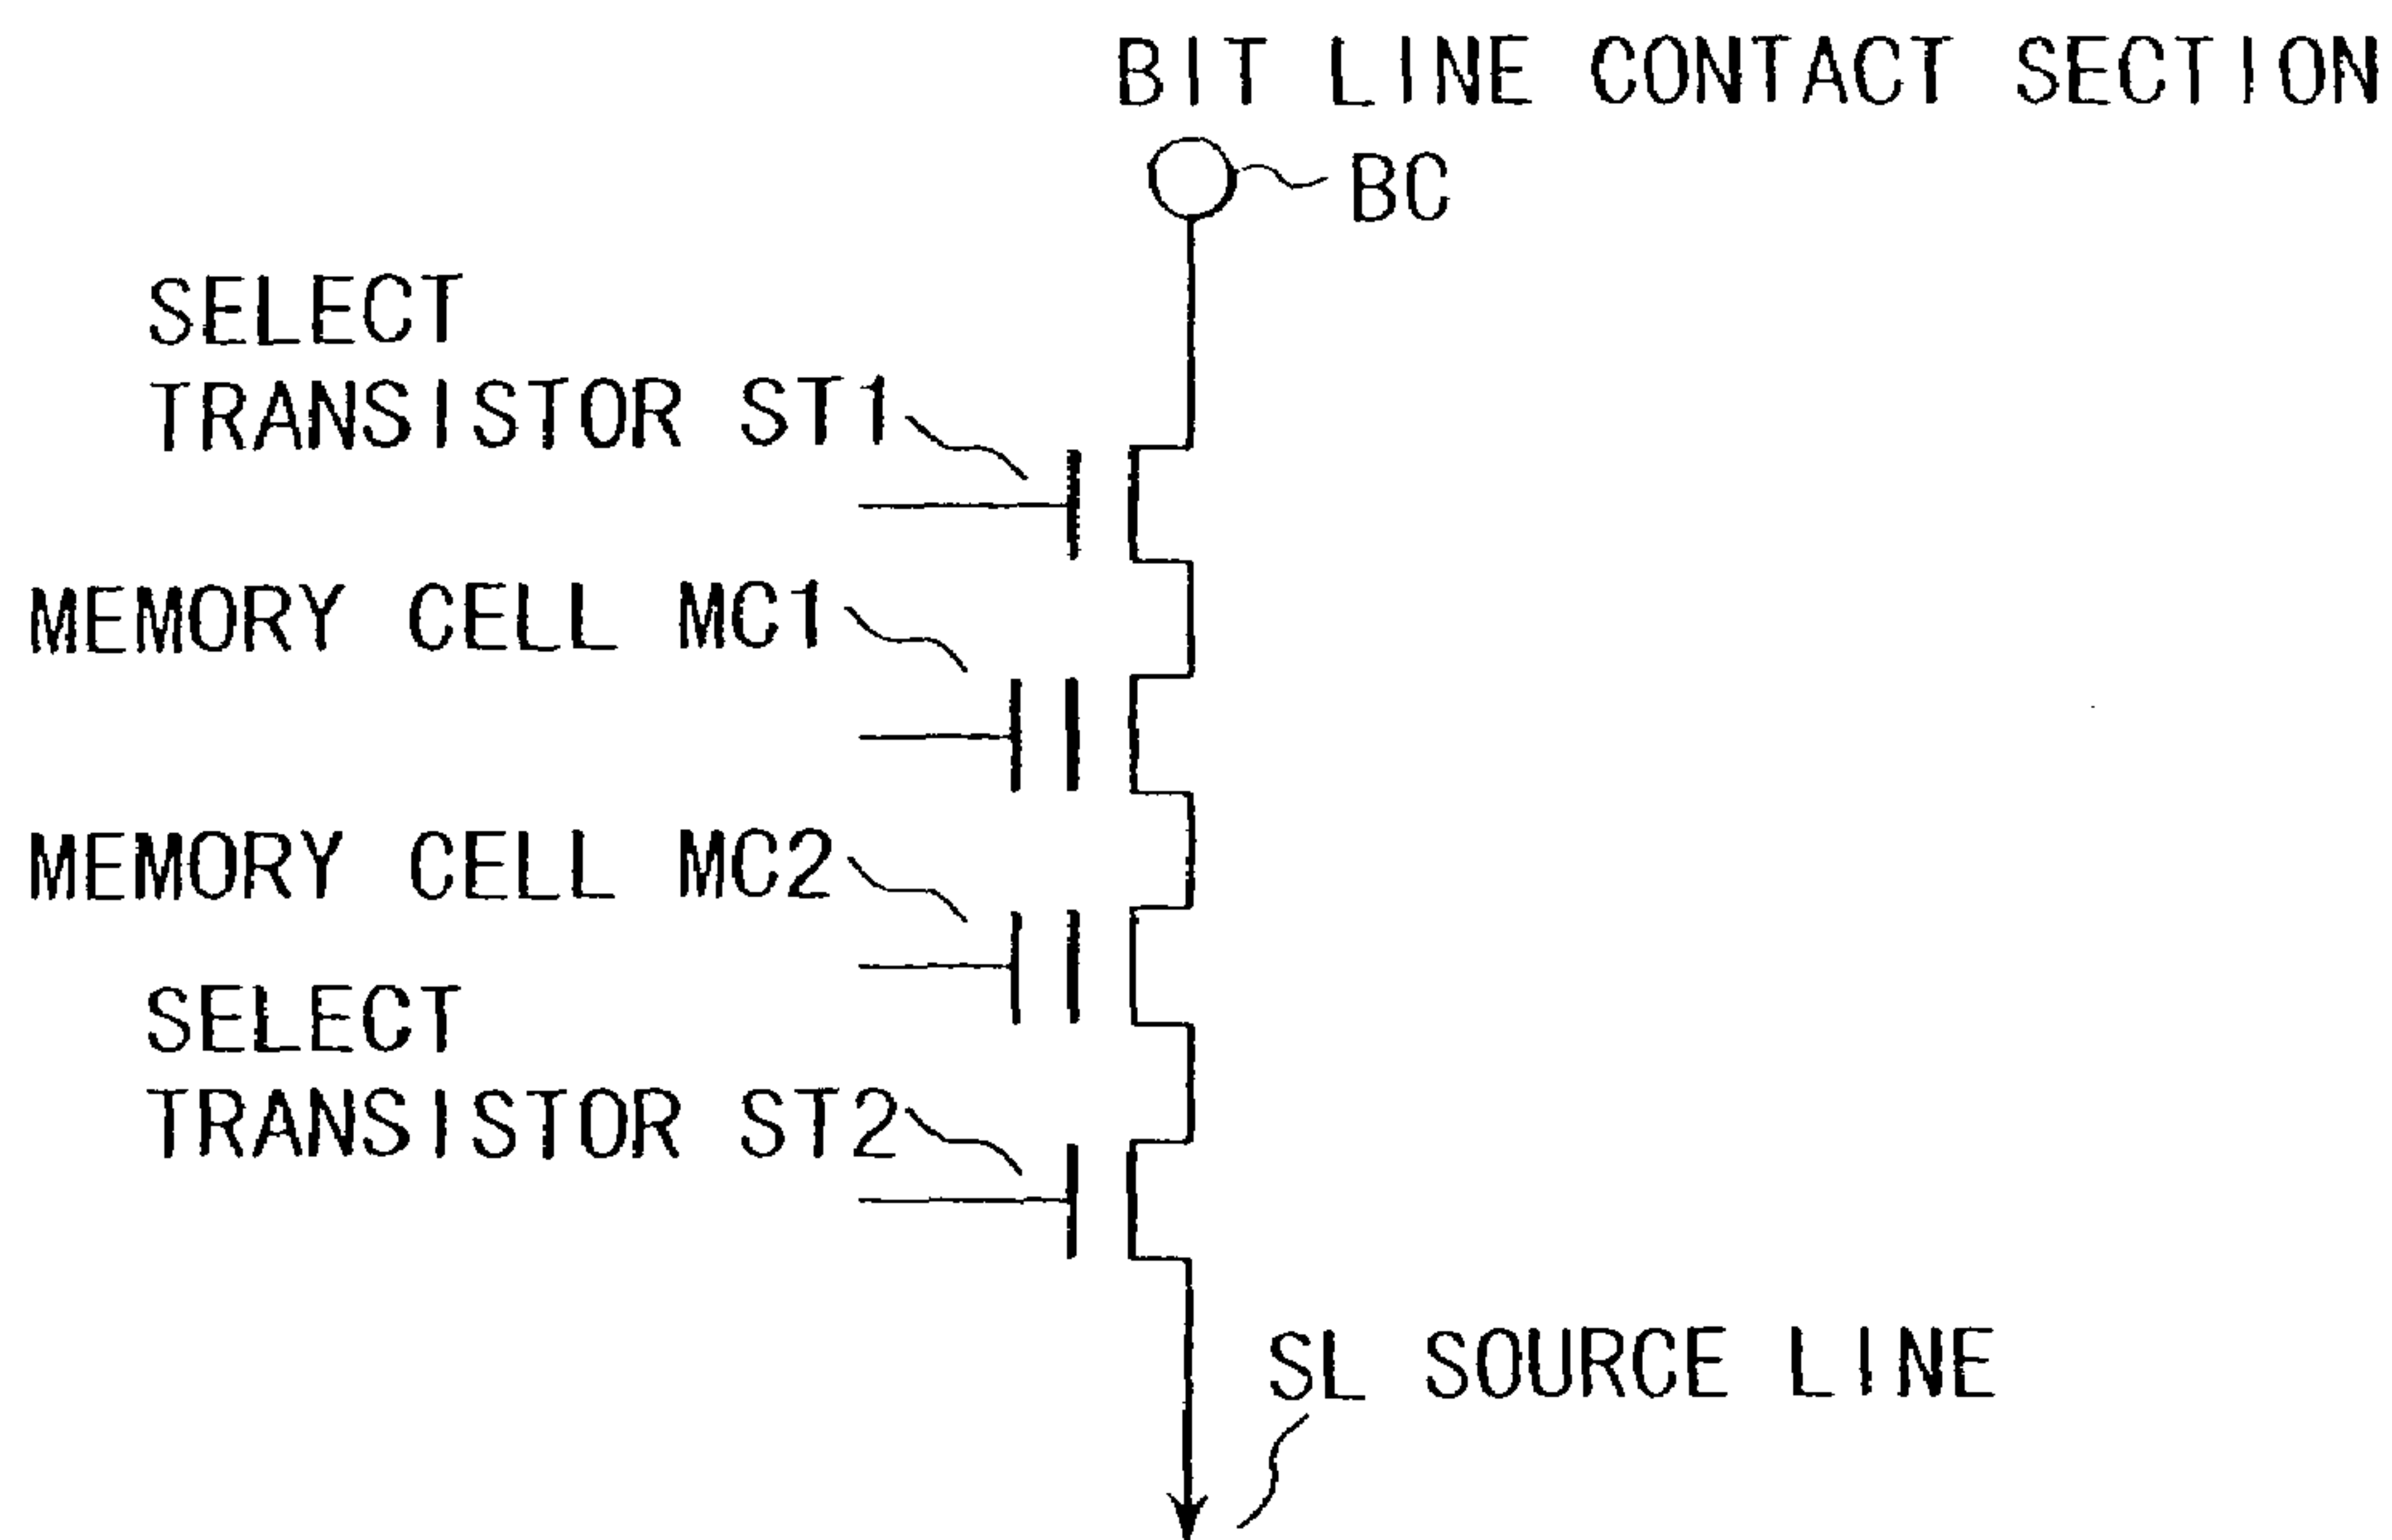 BIT LINE CONTACT SECTION
BC
SELECT
TRANSISTOR ST1
MEMORY CELL MC1
MEMORY CELL MC2
SELECT
TRANSISTOR ST2
SL SOURCE LINE